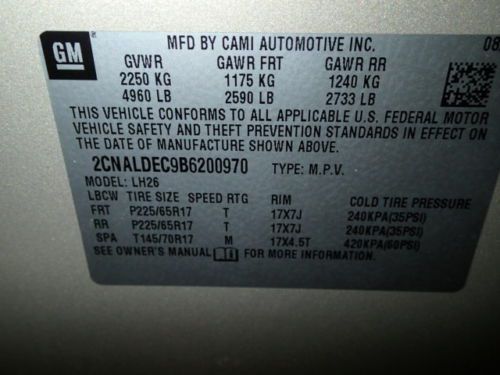 GM MFD BY CAMI AUTOMOTIVE INC. 08
GVWR GAWR FRT GAWR RR
2250 KG 1175 KG 1240 KG
4960 LB 2590 LB 2733 LB
THIS VEHICLE CONFORMS TO ALL APPLICABLE U.S. FEDERAL MOTOR
VEHICLE SAFETY AND THEFT PREVENTION STANDARDS IN EFFECT ON
THE DATE OF MANUFACTURE SHOWN ABOVE.
2CNALDEC9B6200970 TYPE: M.P.V.
MODEL: LH26
LBCW TIRE SIZE SPEED RTG RIM COLD TIRE PRESSURE
FRT P225/65R17 T 17X7J 240KPA(35PSI)
RR P225/65R17 T 17X7J 240KPA(35PSI)
SPA T145/70R17 M 17X4.5T 420KPA(60PSI)
SEE OWNER'S MANUAL FOR MORE INFORMATION.